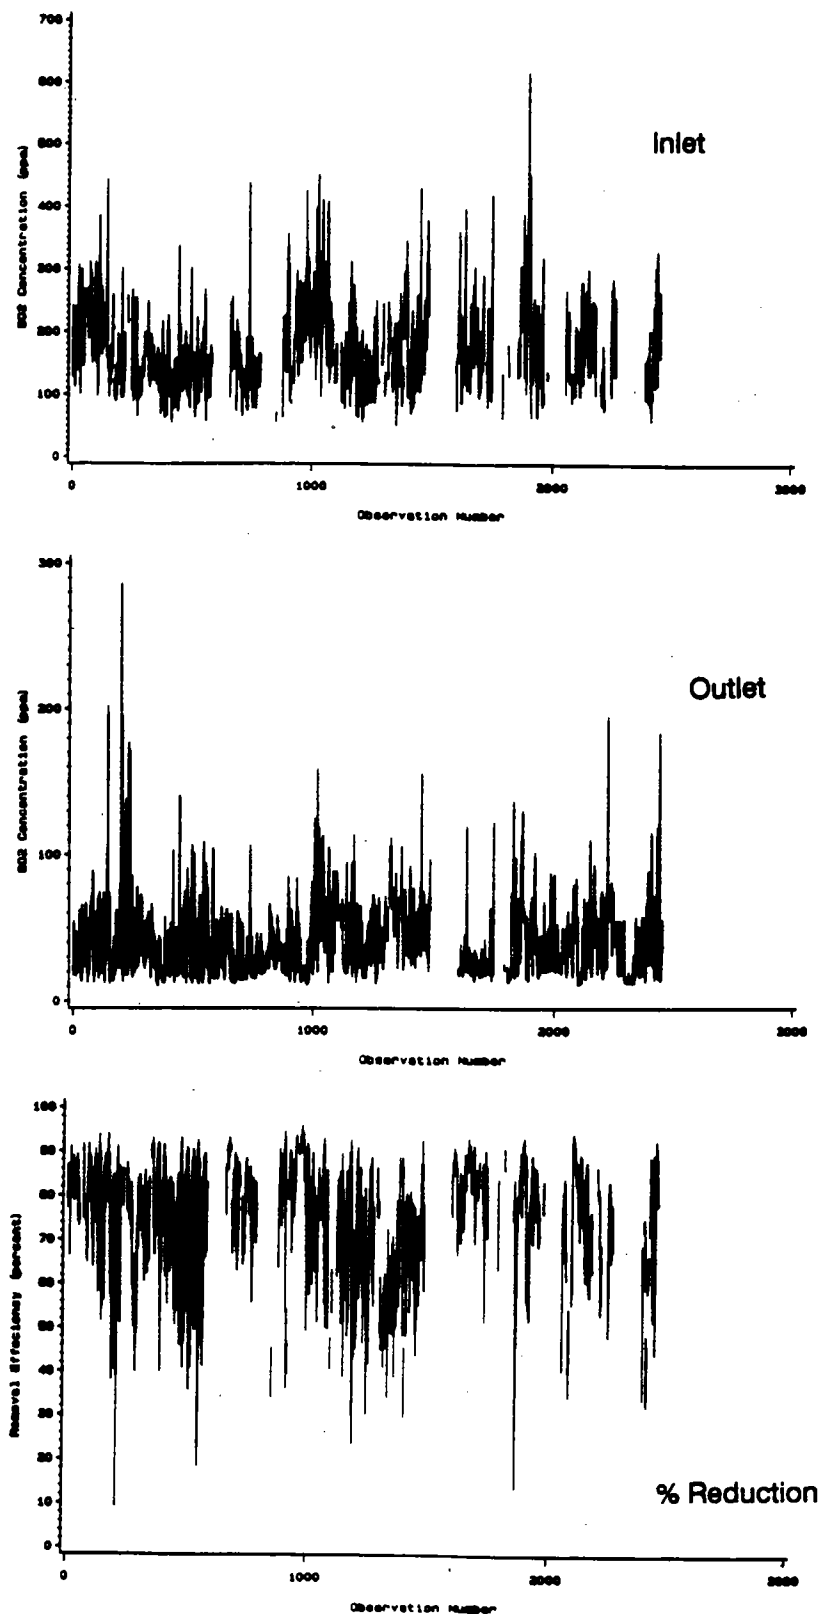 700
600
500
400
300
200
100
0
SO2 Concentration (ppm)
Inlet
0 1000 2000 3000
Observation Number
300
200
100
0
SO2 Concentration (ppm)
Outlet
0 1000 2000 3000
Observation Number
100
90
80
70
60
50
40
30
20
10
0
Removal Effeciency (percent)
% Reduction
0 1000 2000 3000
Observation Number